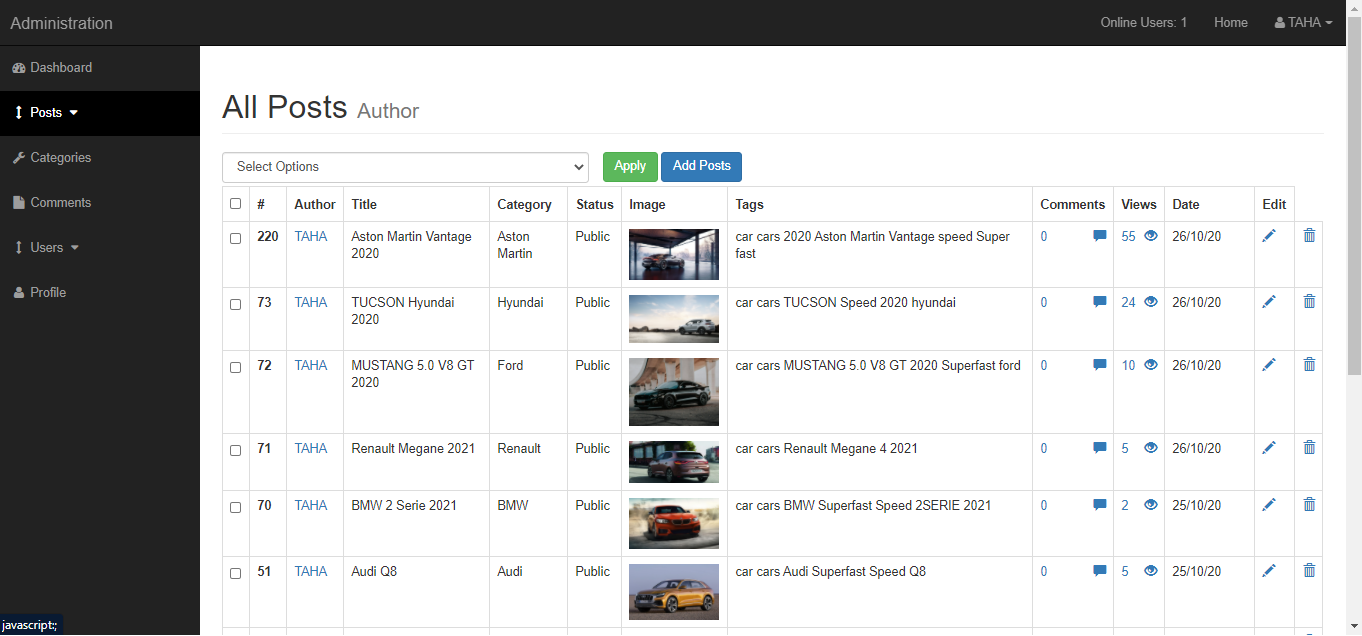 Administration
Online Users: 1 Home TAHA
Dashboard
Posts
Categories
Comments
Users
Profile
All Posts Author
Select Options Apply Add Posts
# Author Title Category Status Image Tags Comments Views Date Edit
220 TAHA Aston Martin Vantage Aston Public car cars 2020 Aston Martin Vantage speed Super 0 55 26/10/20
2020 Martin fast
73 TAHA TUCSON Hyundai Hyundai Public car cars TUCSON Speed 2020 hyundai 0 24 26/10/20
2020
72 TAHA MUSTANG 5.0 V8 GT Ford Public car cars MUSTANG 5.0 V8 GT 2020 Superfast ford 0 10 26/10/20
2020
71 TAHA Renault Megane 2021 Renault Public car cars Renault Megane 4 2021 0 5 26/10/20
70 TAHA BMW 2 Serie 2021 BMW Public car cars BMW Superfast Speed 2SERIE 2021 0 2 25/10/20
51 TAHA Audi Q8 Audi Public car cars Audi Superfast Speed Q8 0 5 25/10/20
javascript:;